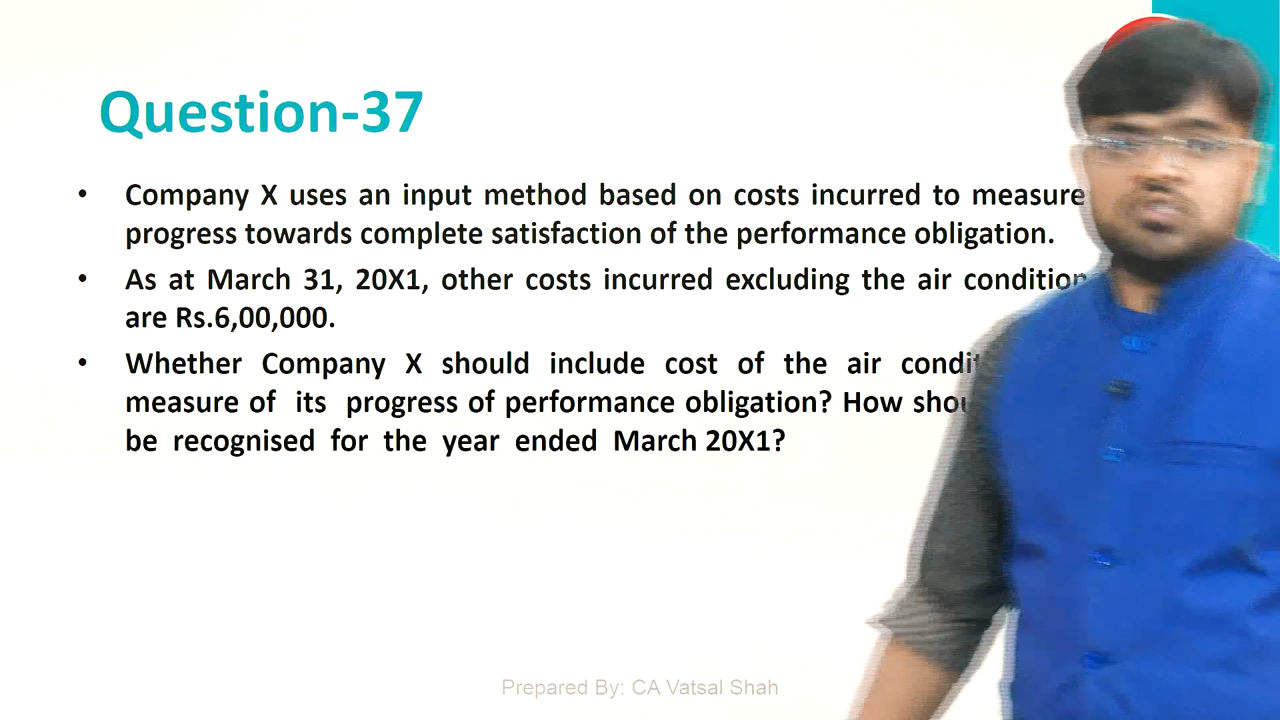 Question-37
• Company X uses an input method based on costs incurred to measure
progress towards complete satisfaction of the performance obligation.
• As at March 31, 20X1, other costs incurred excluding the air condition
are Rs.6,00,000.
• Whether Company X should include cost of the air
measure of its progress of performance obligation? How
be recognised for the year ended March 20X1?
Prepared By: CA Vatsal Shah